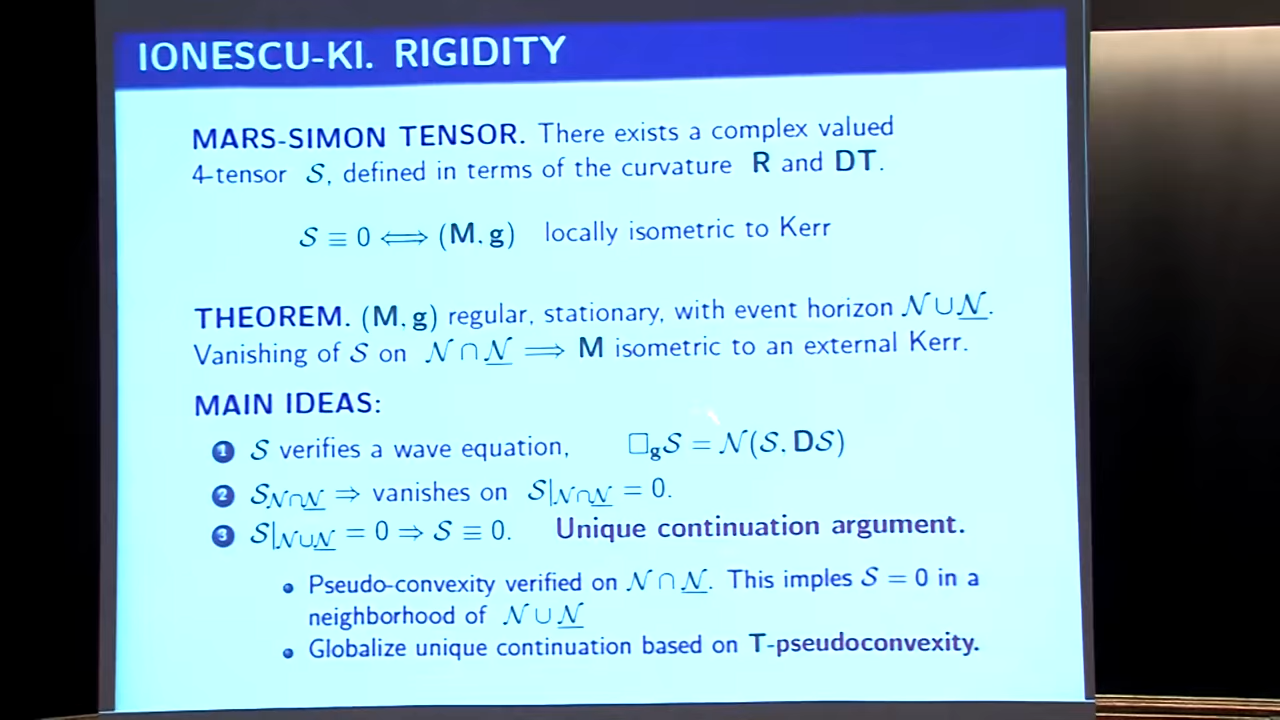 IONESCU-KI. RIGIDITY
MARS-SIMON TENSOR. There exists a complex valued
4-tensor 𝒮, defined in terms of the curvature R and DT.
𝒮 ≡ 0 ⟺ (M, g) locally isometric to Kerr
THEOREM. (M, g) regular, stationary, with event horizon 𝒩 ∪ 𝒩̲.
Vanishing of 𝒮 on 𝒩 ∩ 𝒩̲ ⟹ M isometric to an external Kerr.
MAIN IDEAS:
1 𝒮 verifies a wave equation, □_g𝒮 = 𝒩(𝒮, D𝒮)
2 𝒮_{𝒩∩𝒩̲} ⇒ vanishes on 𝒮|_{𝒩∩𝒩̲} = 0.
3 𝒮|_{𝒩∪𝒩̲} = 0 ⇒ 𝒮 ≡ 0. Unique continuation argument.
• Pseudo-convexity verified on 𝒩 ∩ 𝒩̲. This imples 𝒮 = 0 in a
neighborhood of 𝒩 ∪ 𝒩̲
• Globalize unique continuation based on T-pseudoconvexity.